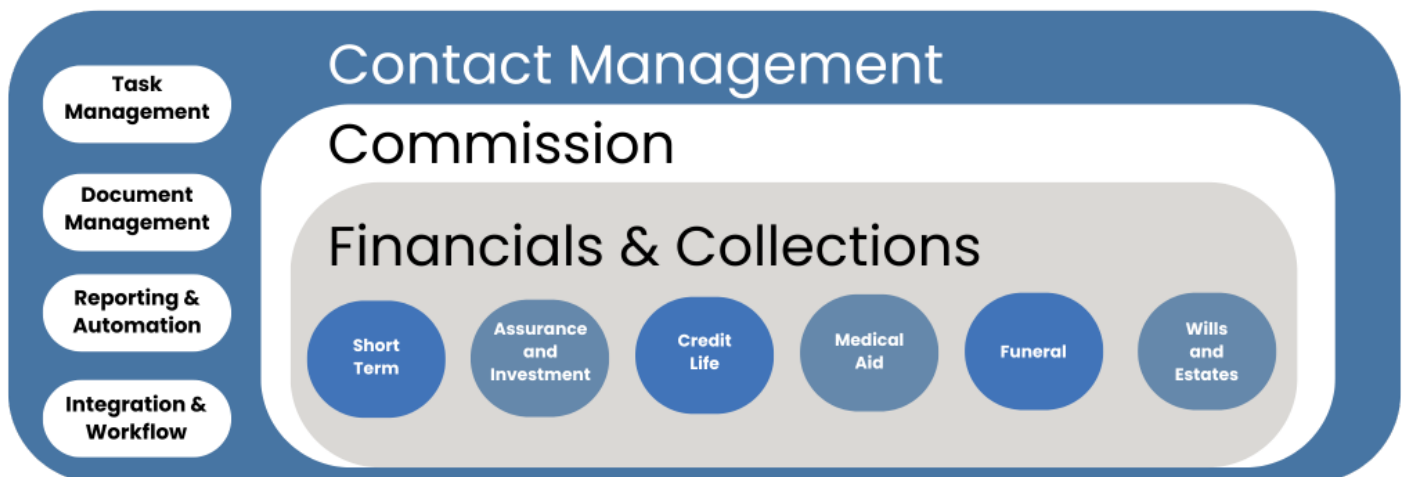 Contact Management
Commission
Financials & Collections
Task
Management
Document
Management
Reporting &
Automation
Integration &
Workflow
Short
Term
Assurance
and
Investment
Credit
Life
Medical
Aid
Funeral
Wills
and
Estates